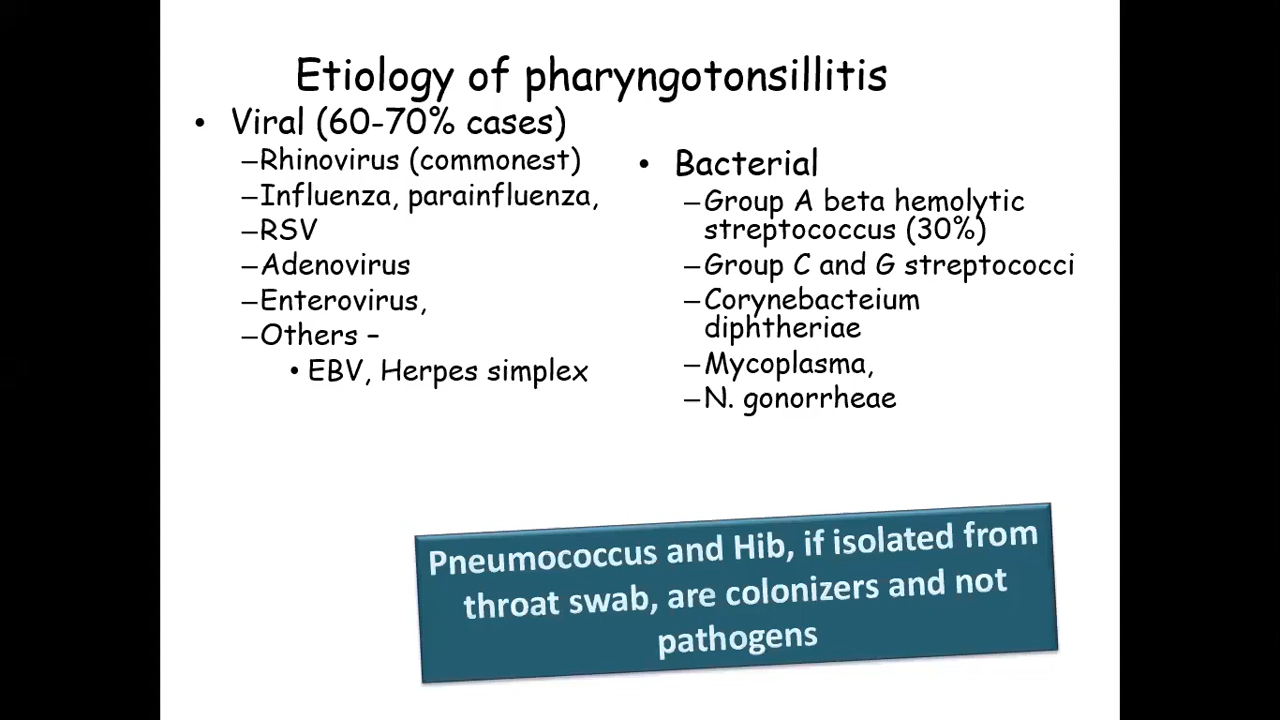 Etiology of pharyngotonsillitis
• Viral (60-70% cases)
–Rhinovirus (commonest)
–Influenza, parainfluenza,
–RSV
–Adenovirus
–Enterovirus,
–Others –
• EBV, Herpes simplex
• Bacterial
–Group A beta hemolytic
streptococcus (30%)
–Group C and G streptococci
–Corynebacteium
diphtheriae
–Mycoplasma,
–N. gonorrheae
Pneumococcus and Hib, if isolated from
throat swab, are colonizers and not
pathogens